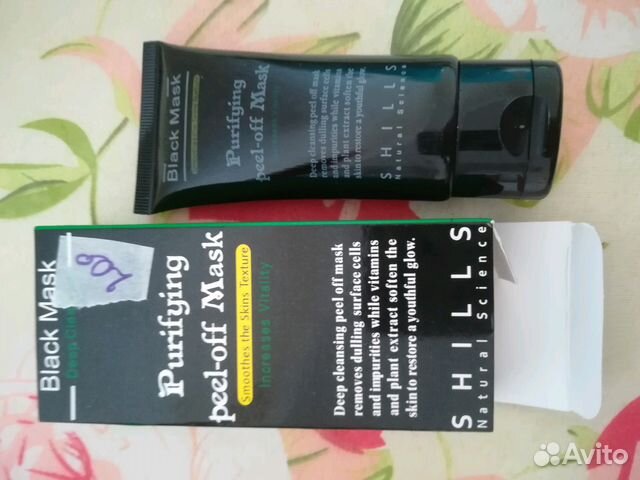 Black Mask
Purifying
peel-off Mask
Deep cleansing peel off mask
removes dulling surface cells
and impurities while vitamins
and plant extract soften the
skin to restore a youthful glow.
SHILLS
Natural Science
Black Mask
Deep Clea
Purifying
peel-off Mask
Smoothes the Skins Texture
Increases Vitality
Deep cleansing peel off mask
removes dulling surface cells
and impurities while vitamins
and plant extract soften the
skin to restore a youthful glow.
SHILLS
Natural Science
Avito